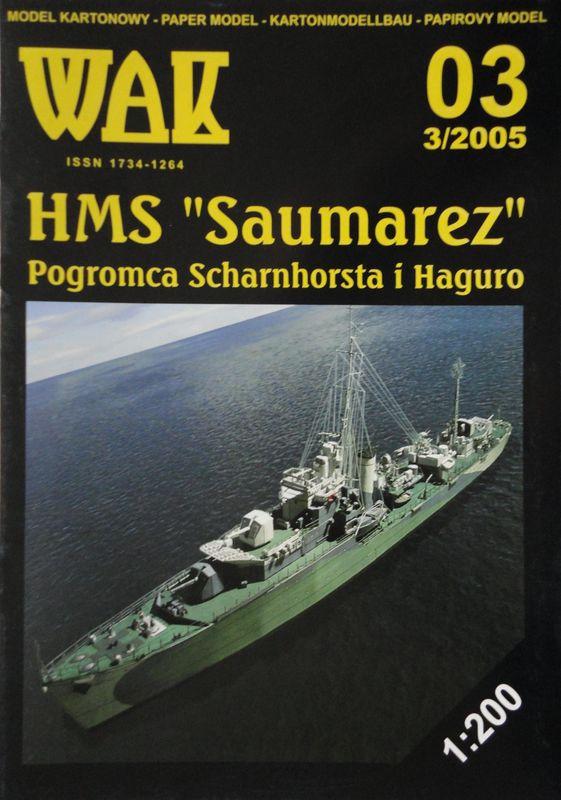 MODEL KARTONOWY - PAPER MODEL - KARTONMODELLBAU - PAPIROVY MODEL
WAK
ISSN 1734-1264
03
3/2005
HMS "Saumarez"
Pogromca Scharnhorsta i Haguro
1:200